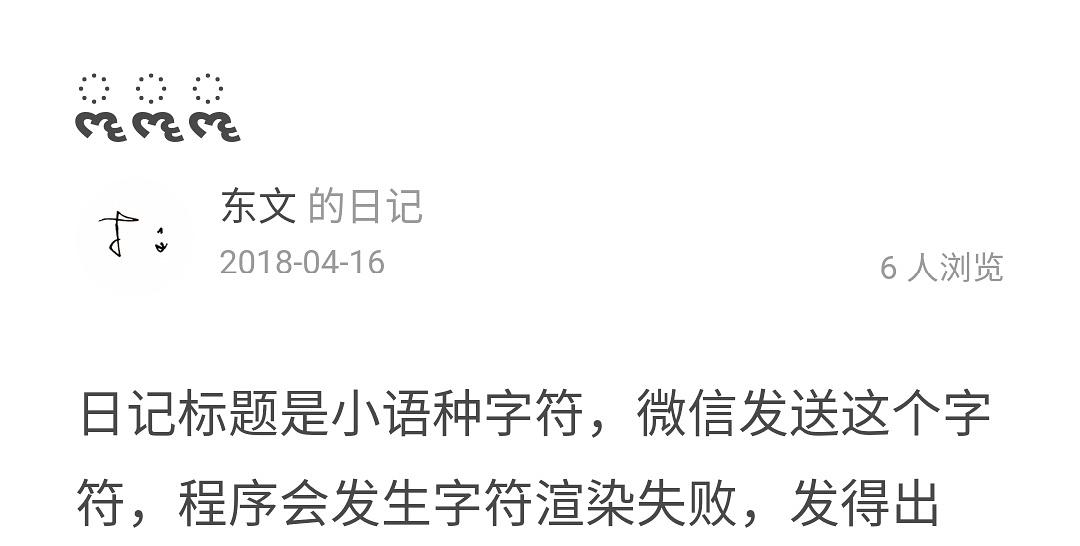 东文 的日记
2018-04-16
6 人浏览
日记标题是小语种字符，微信发送这个字
符，程序会发生字符渲染失败，发得出